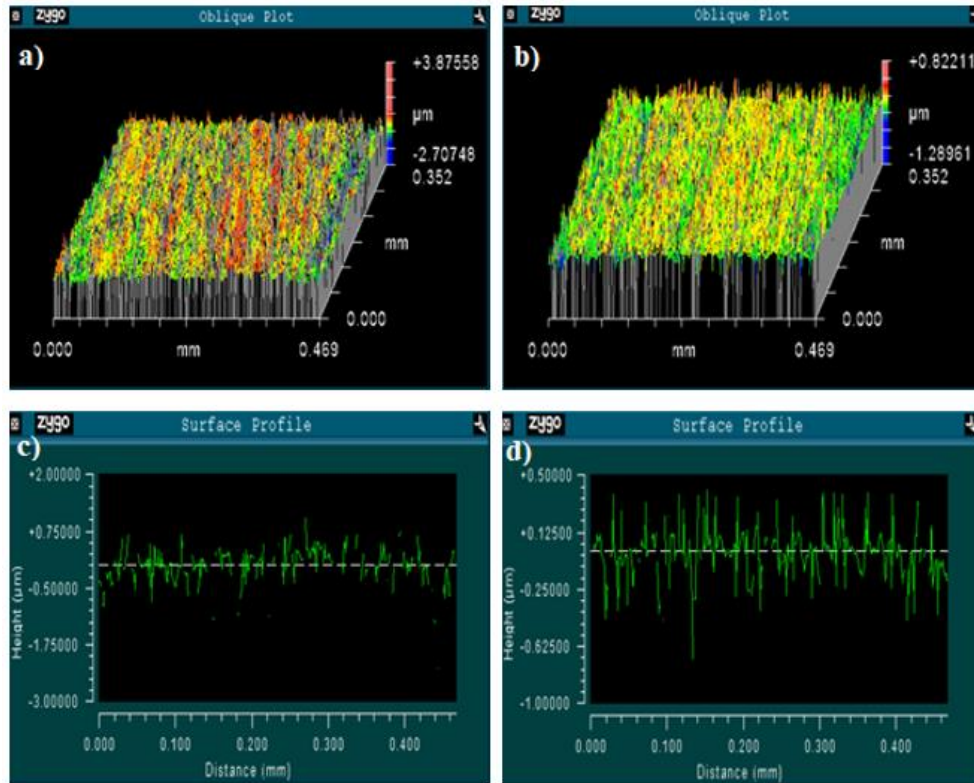 zygo Oblique Plot
a)
+3.87558
µm
-2.70748
0.352
mm
0.000
0.000 mm 0.469
zygo Oblique Plot
b)
+0.82211
µm
-1.28961
0.352
mm
0.000
0.000 mm 0.469
zygo Surface Profile
c)
+2.00000
+0.75000
-0.50000
-1.75000
-3.00000
Height (µm)
0.000 0.100 0.200 0.300 0.400
Distance (mm)
zygo Surface Profile
d)
+0.50000
+0.12500
-0.25000
-0.62500
-1.00000
Height (µm)
0.000 0.100 0.200 0.300 0.400
Distance (mm)